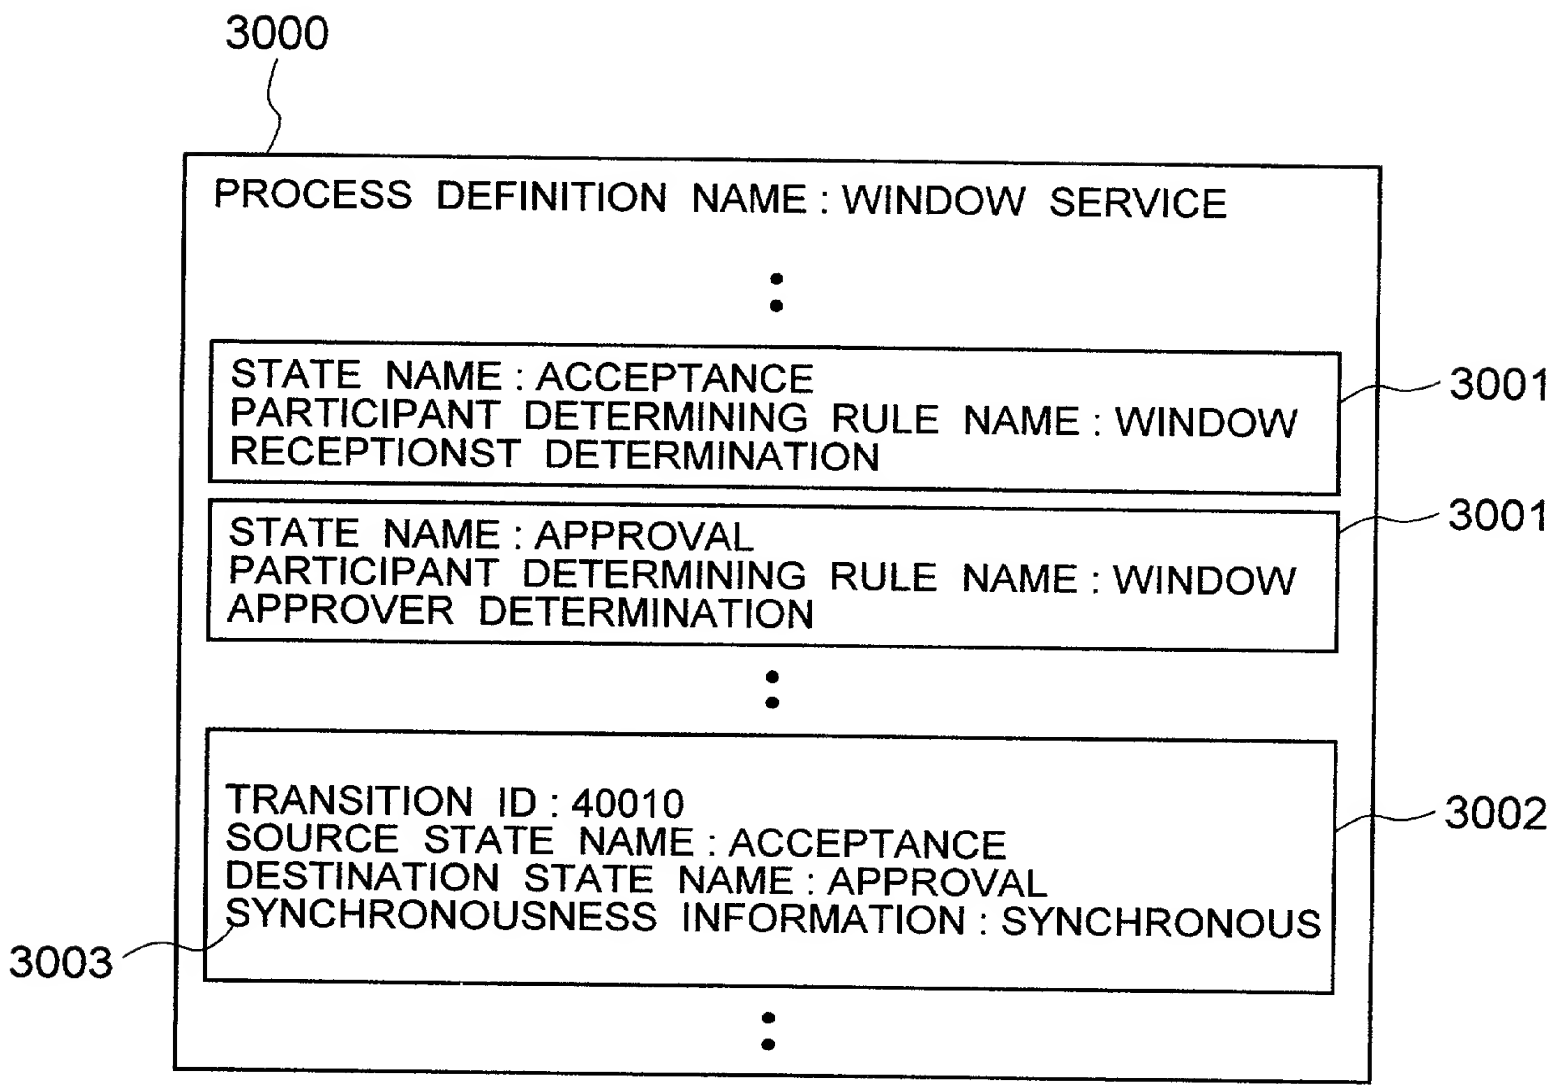 3000
PROCESS DEFINITION NAME : WINDOW SERVICE
STATE NAME : ACCEPTANCE
PARTICIPANT DETERMINING RULE NAME : WINDOW
RECEPTIONST DETERMINATION
3001
STATE NAME : APPROVAL
PARTICIPANT DETERMINING RULE NAME : WINDOW
APPROVER DETERMINATION
3001
TRANSITION ID : 40010
SOURCE STATE NAME : ACCEPTANCE
DESTINATION STATE NAME : APPROVAL
SYNCHRONOUSNESS INFORMATION : SYNCHRONOUS
3002
3003